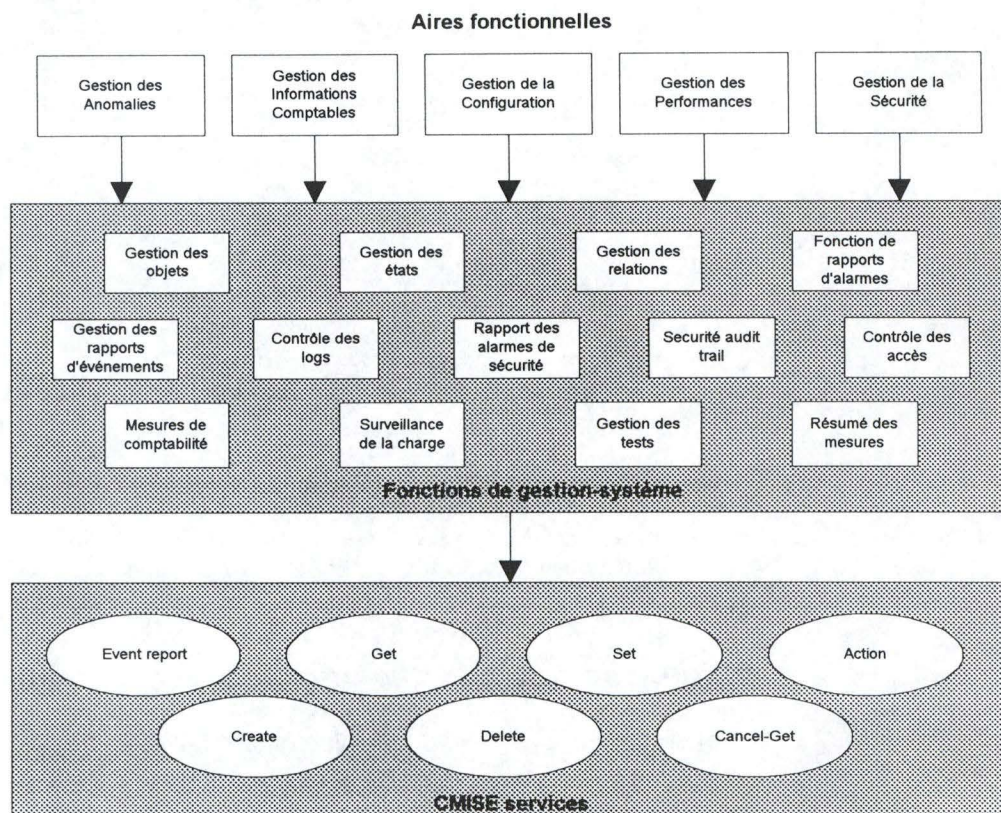 Aires fonctionnelles
Gestion des
Anomalies
Gestion des
Informations
Comptables
Gestion de la
Configuration
Gestion des
Performances
Gestion de la
Sécurité
Gestion des
objets
Gestion des
états
Gestion des
relations
Fonction de
rapports
d'alarmes
Gestion des
rapports
d'événements
Contrôle des
logs
Rapport des
alarmes de
sécurité
Securité audit
trail
Contrôle des
accès
Mesures de
comptabilité
Surveillance
de la charge
Gestion des
tests
Résumé des
mesures
Fonctions de gestion-système
Event report
Get
Set
Action
Create
Delete
Cancel-Get
CMISE services